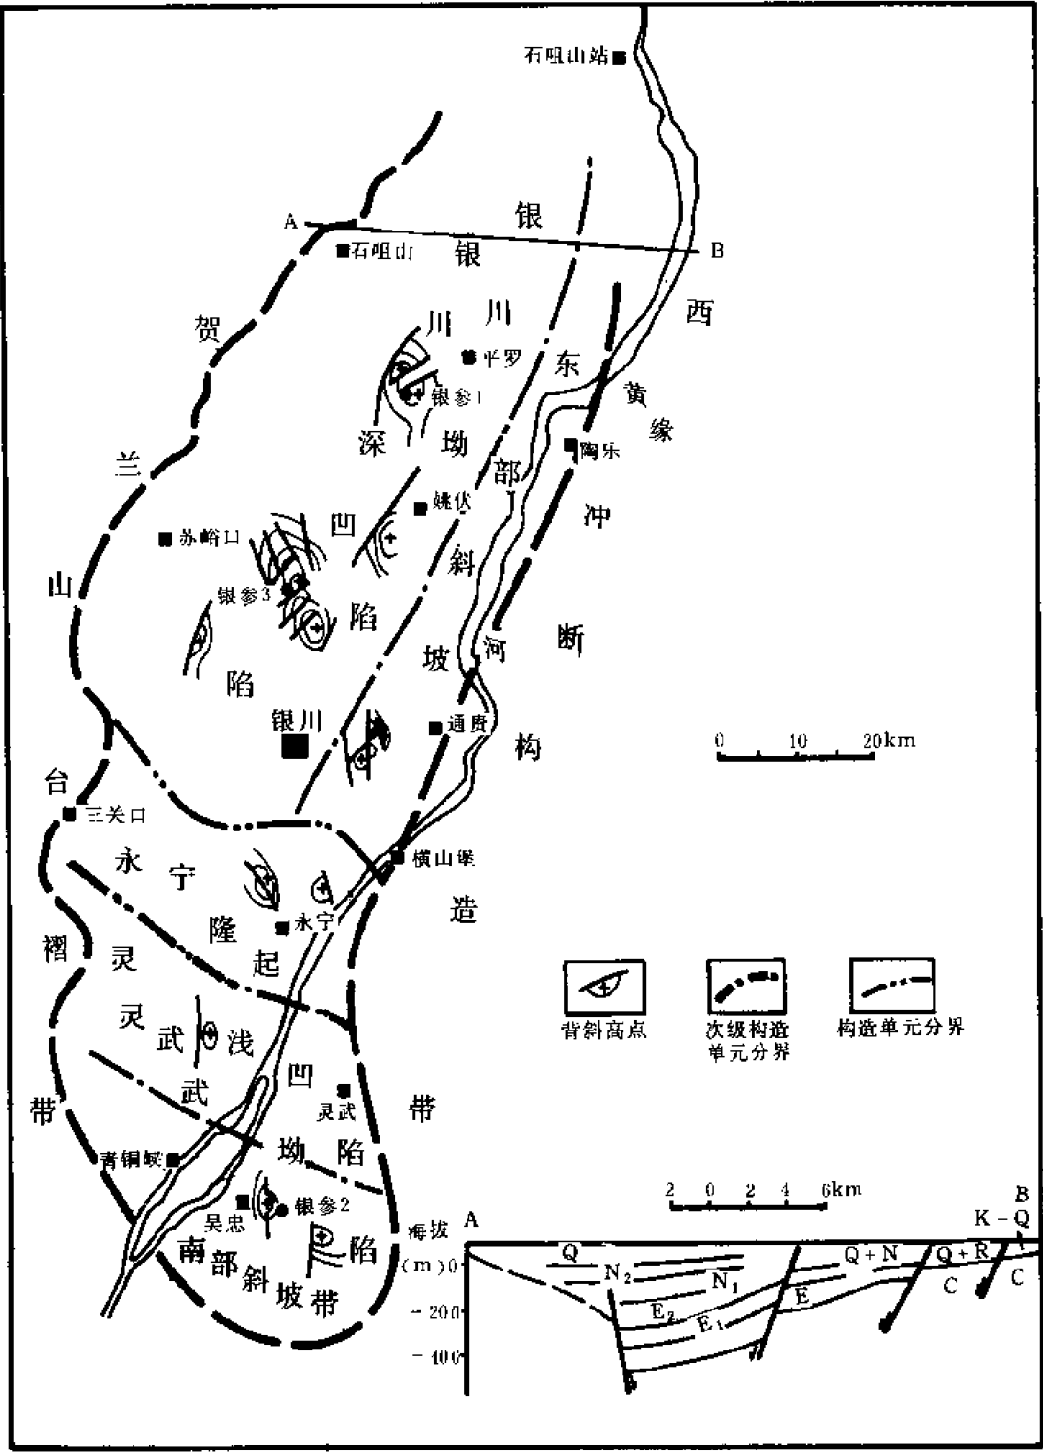 石咀山站
A
银
B
石咀山
银
西
贺
川
川
平罗
东
黄
银参1
缘
深
坳
陶乐
兰
部
姚伏
冲
凹
苏峪口
斜
山
银参3
陷
河
断
坡
陷
银川
通贵
构
0 10 20km
台
三关口
永
宁
横山堡
隆
永宁
造
褶
灵
起
灵
武
浅
背斜高点
次级构造
单元分界
构造单元分界
武
凹
灵武
带
带
青铜峡
坳
陷
银参2
吴忠
南
部
斜
坡
带
陷
2 0 2 4 6km
海拔
A
B
K-Q
(m)0
Q
N2
N1
Q+N
Q+R
C
C
E
E2
E1
-200
-400